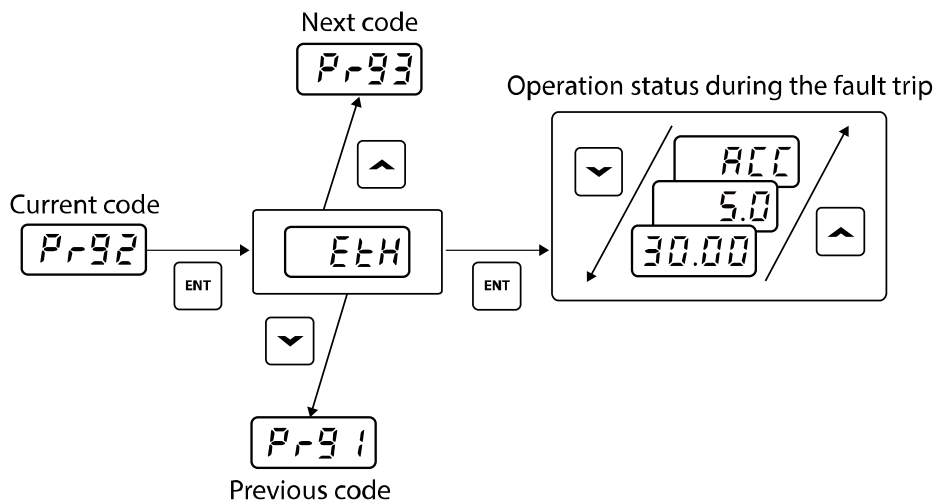 Next code
Pr93
Operation status during the fault trip
ACC
5.0
30.00
Current code
Pr92
ENT
EtH
ENT
Pr91
Previous code